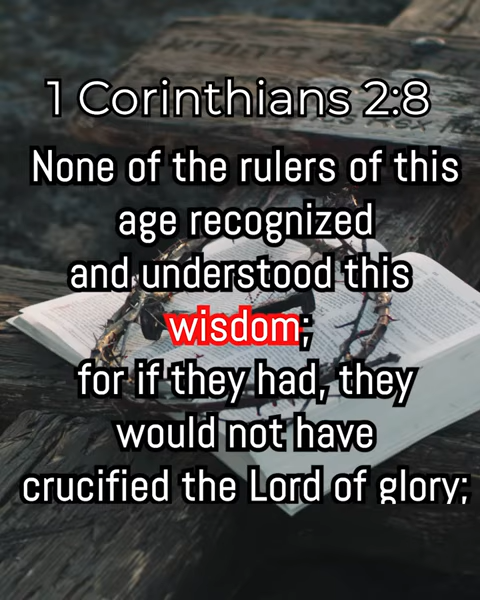 1 Corinthians 2:8
None of the rulers of this
age recognized
and understood this
wisdom;
for if they had, they
would not have
crucified the Lord of glory;